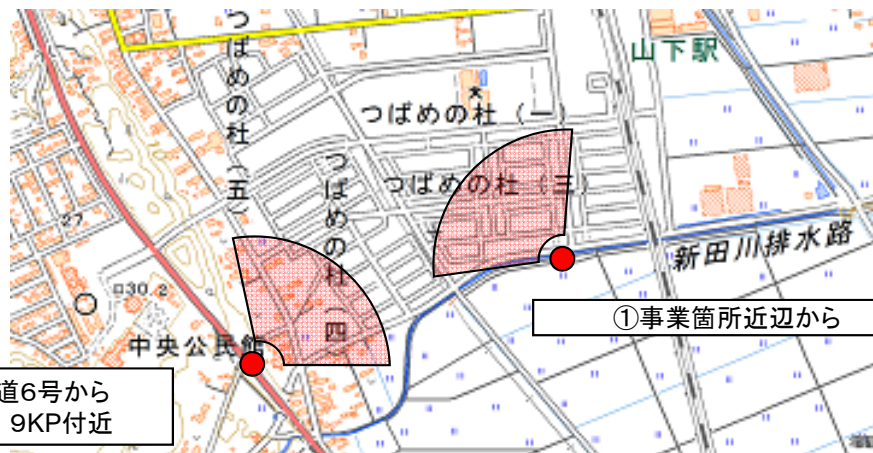 つばめの杜(五)
山下駅
文
つばめの杜(一)
つばめの杜(三)
つばめの杜(四)
27
30.2
新田川排水路
中央公民館
①事業箇所近辺から
道6号から
9KP付近